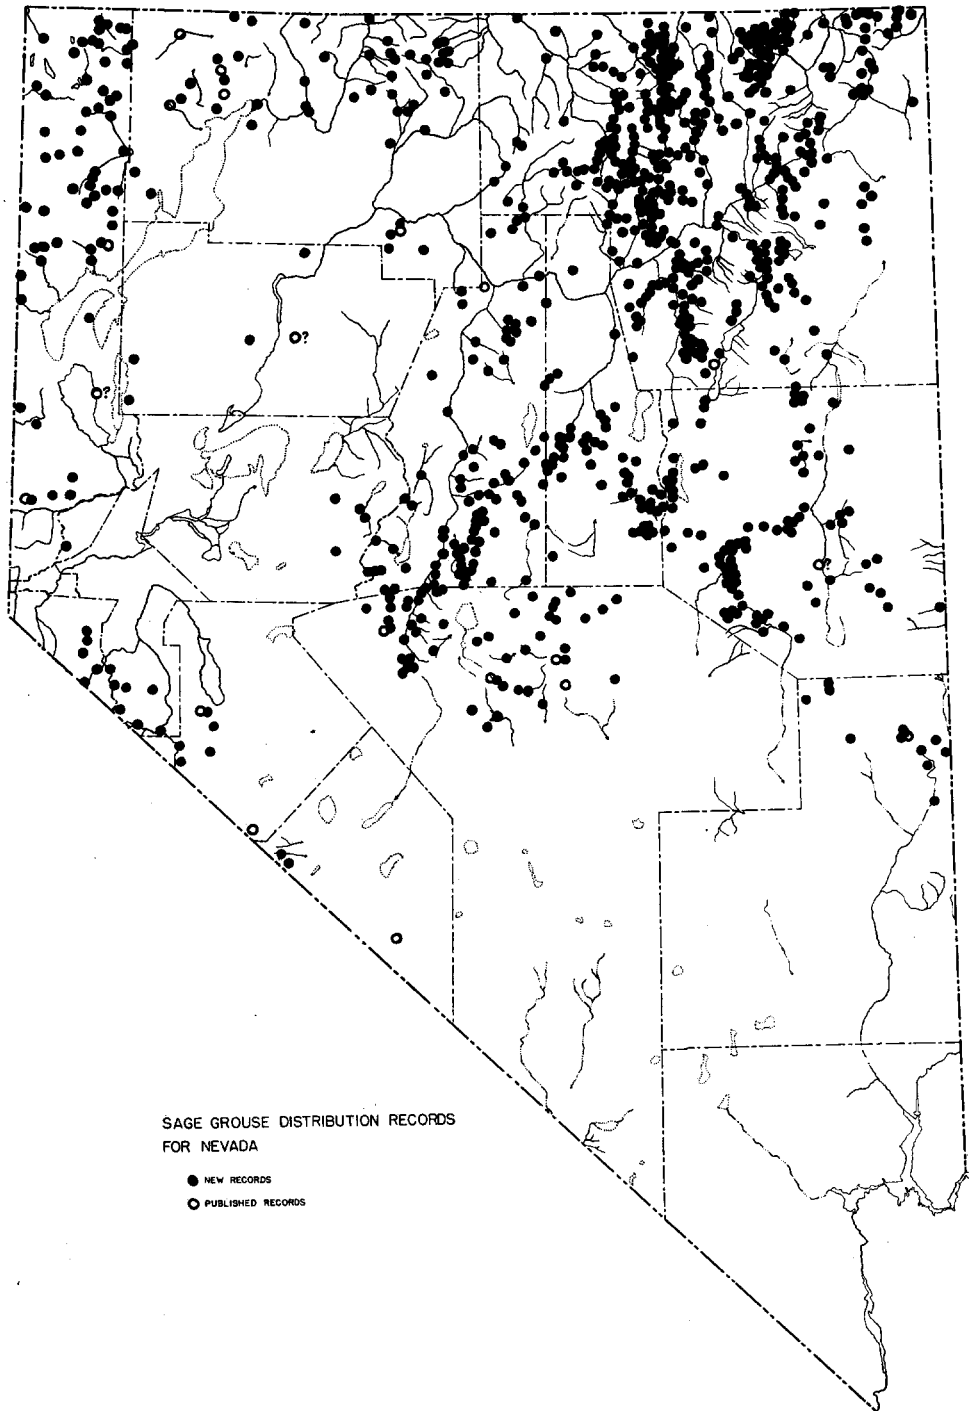 ?
?
?
SAGE GROUSE DISTRIBUTION RECORDS
FOR NEVADA
NEW RECORDS
PUBLISHED RECORDS